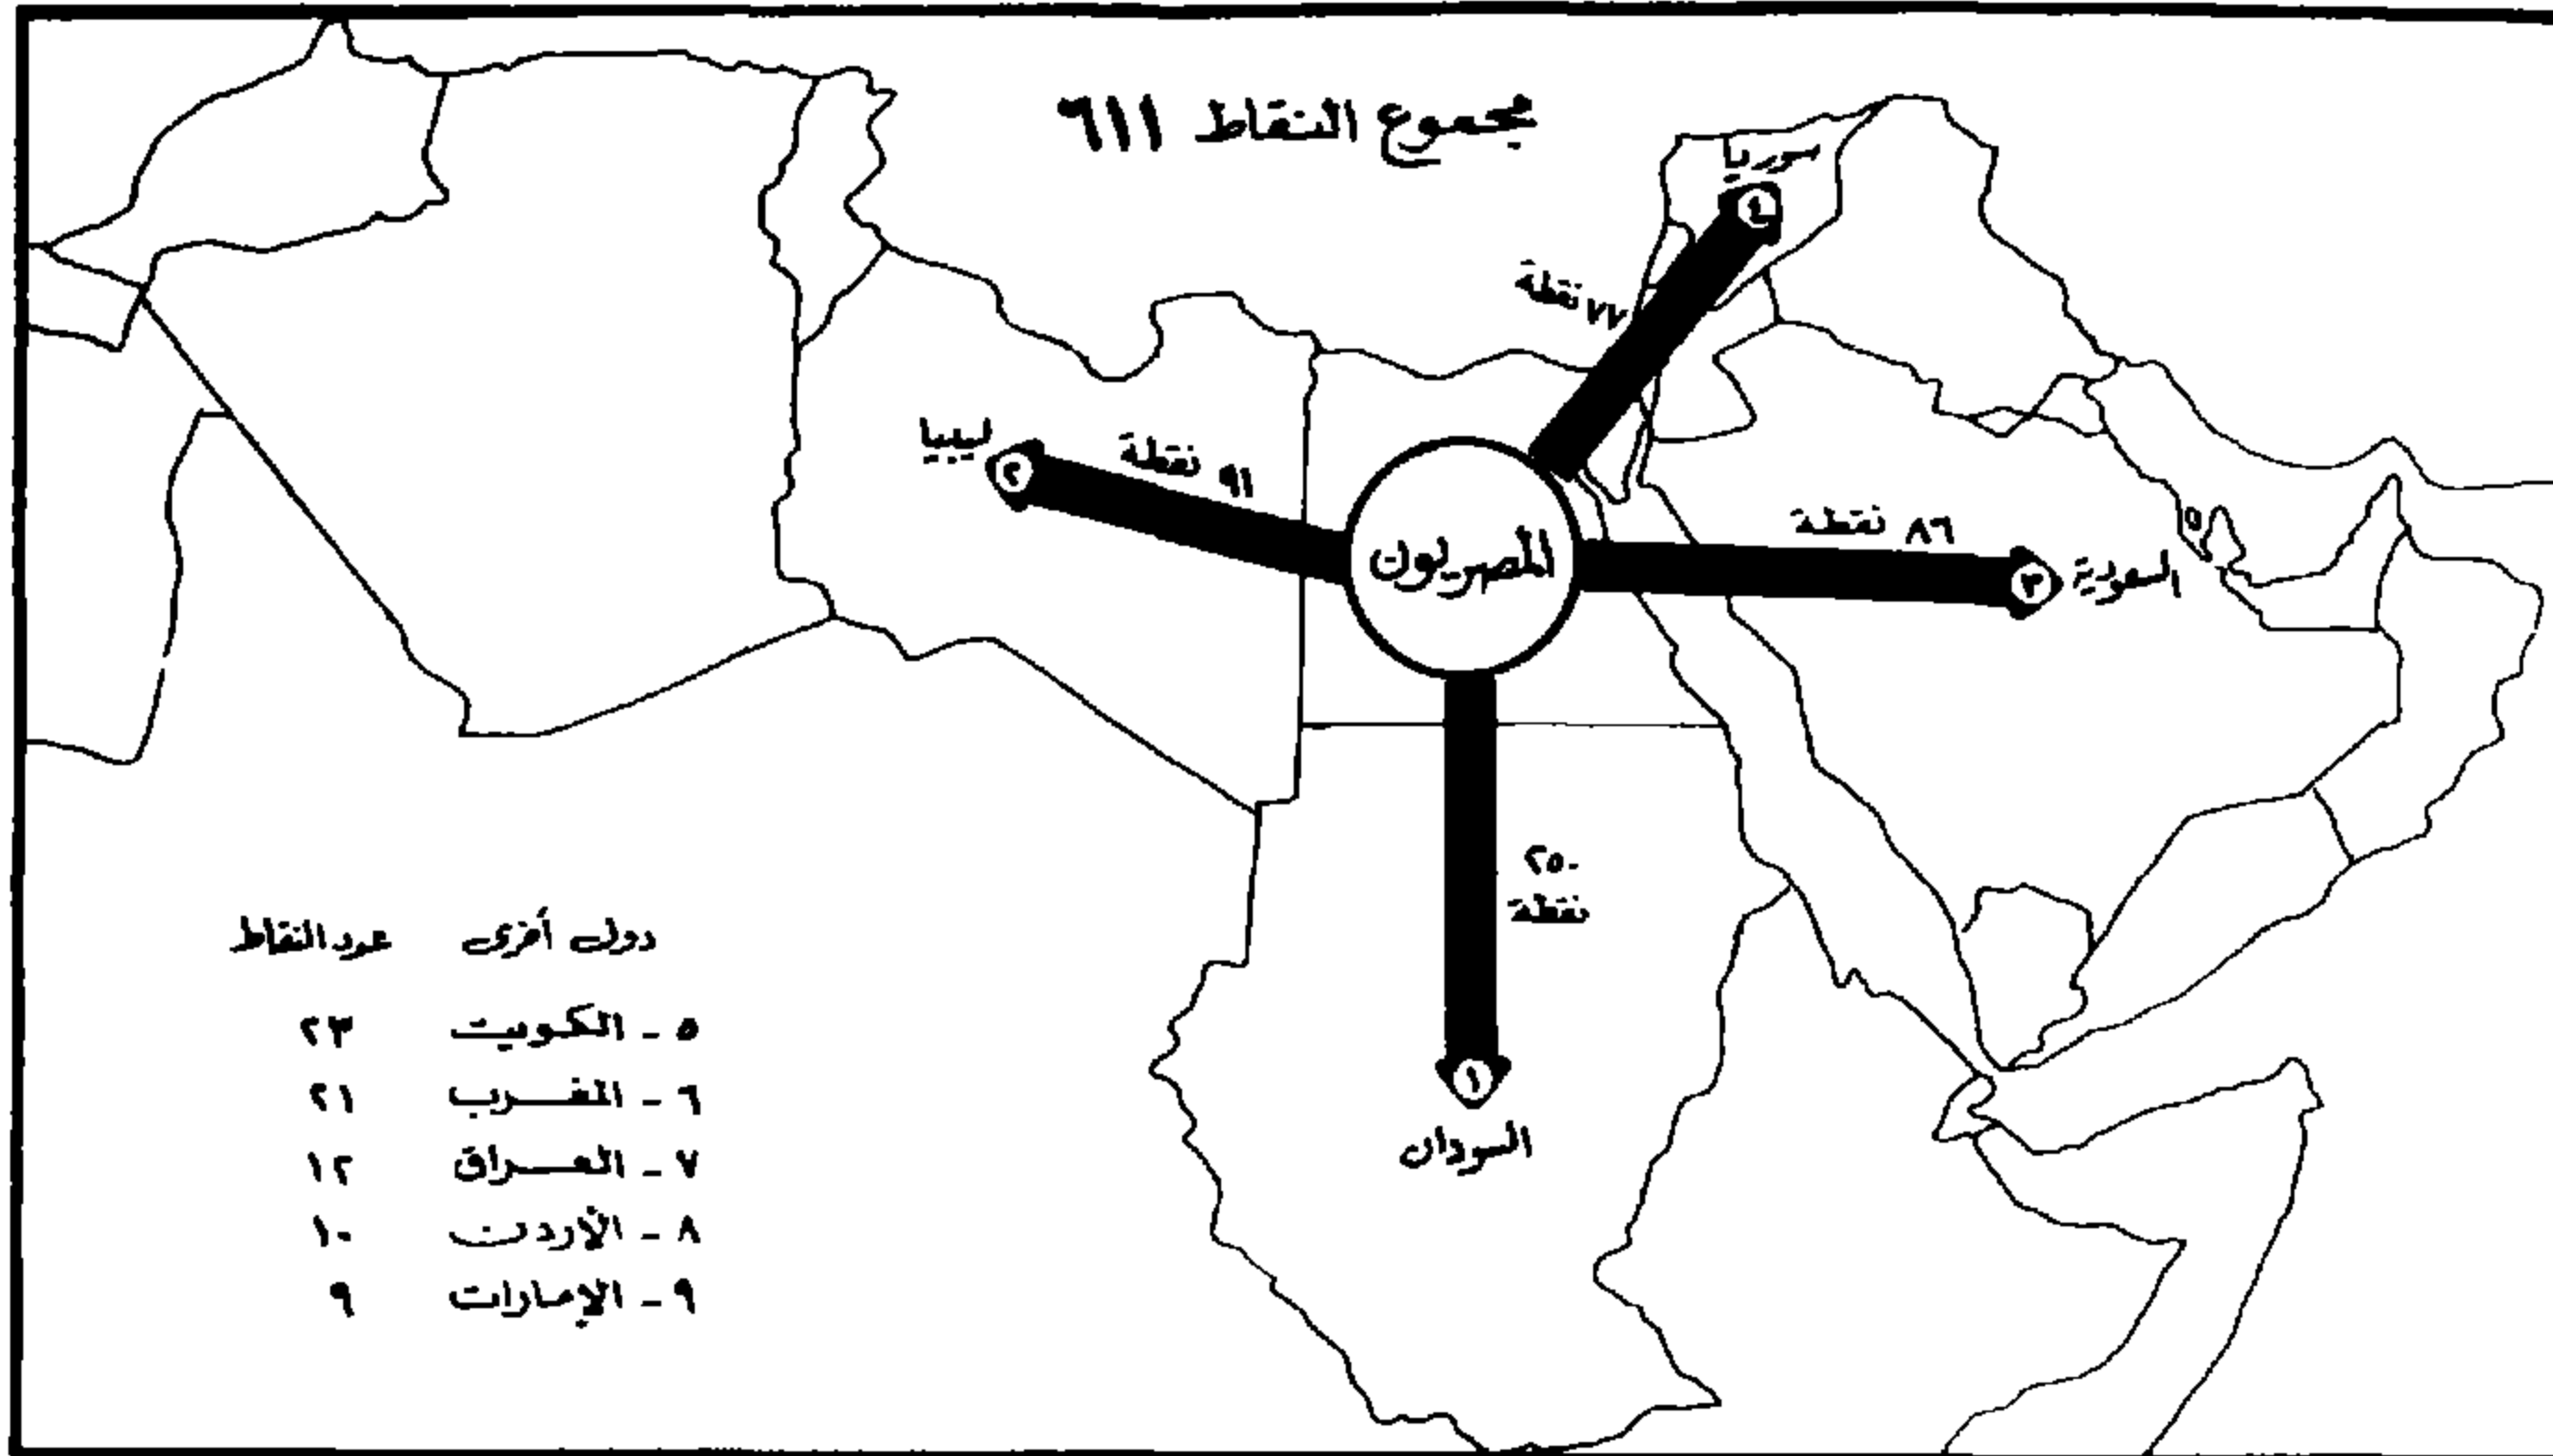 مجموع النقاط ٦١١
سوريا
٤
٧٧ نقطة
ليبيا
٢
٩١ نقطة
المصريون
٨٦ نقطة
٣
السعودية
٢٥٠
نقطة
١
السودان
دول أخرى عدد النقاط
٥ - الكويت ٢٣
٦ - المغرب ٢١
٧ - العراق ١٢
٨ - الأردن ١٠
٩ - الإمارات ٩